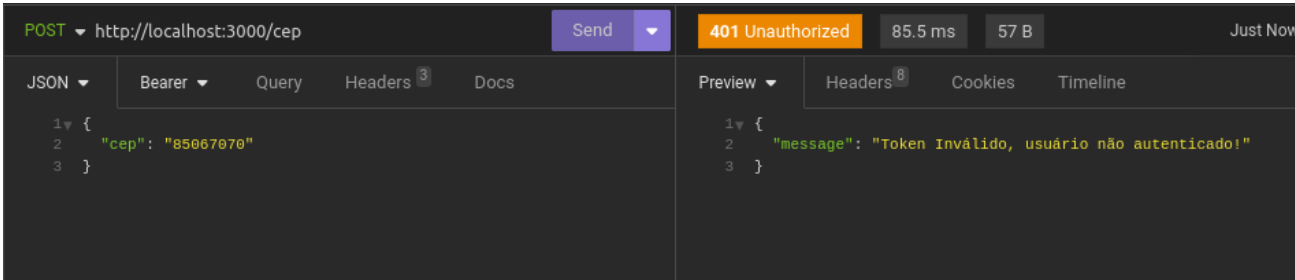 POST http://localhost:3000/cep Send
JSON Bearer Query Headers 3 Docs
1 {
2 "cep": "85067070"
3 }
401 Unauthorized 85.5 ms 57 B Just Now
Preview Headers 8 Cookies Timeline
1 {
2 "message": "Token Inválido, usuário não autenticado!"
3 }